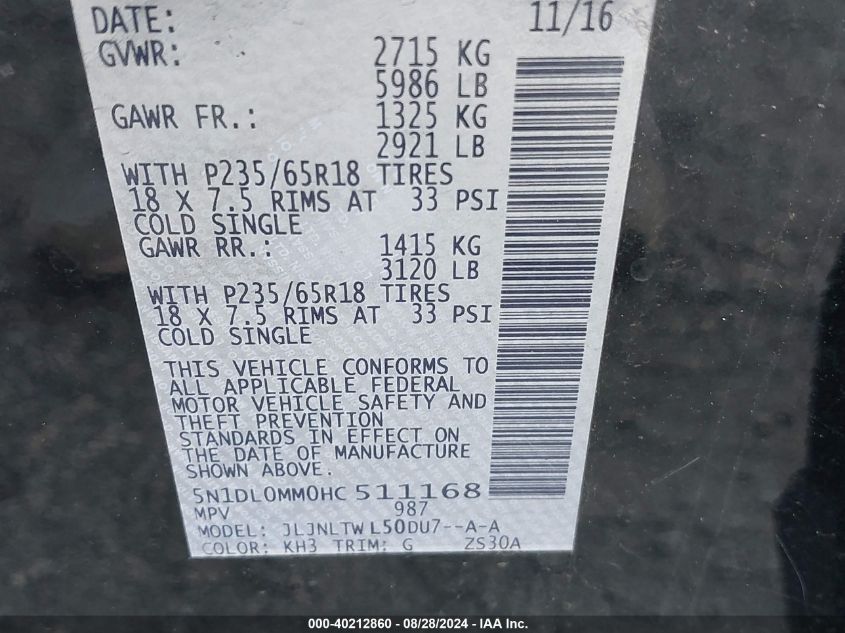 DATE: 11/16
GVWR: 2715 KG
5986 LB
GAWR FR.: 1325 KG
2921 LB
WITH P235/65R18 TIRES
18 X 7.5 RIMS AT 33 PSI
COLD SINGLE
GAWR RR.: 1415 KG
3120 LB
WITH P235/65R18 TIRES
18 X 7.5 RIMS AT 33 PSI
COLD SINGLE
THIS VEHICLE CONFORMS TO
ALL APPLICABLE FEDERAL
MOTOR VEHICLE SAFETY AND
THEFT PREVENTION
STANDARDS IN EFFECT ON
THE DATE OF MANUFACTURE
SHOWN ABOVE.
5N1DL0MM0HC 511168
MPV 987
MODEL: JLJNLTW L50DU7--A-A
COLOR: KH3 TRIM: G ZS30A
000-40212860 - 08/28/2024 - IAA Inc.